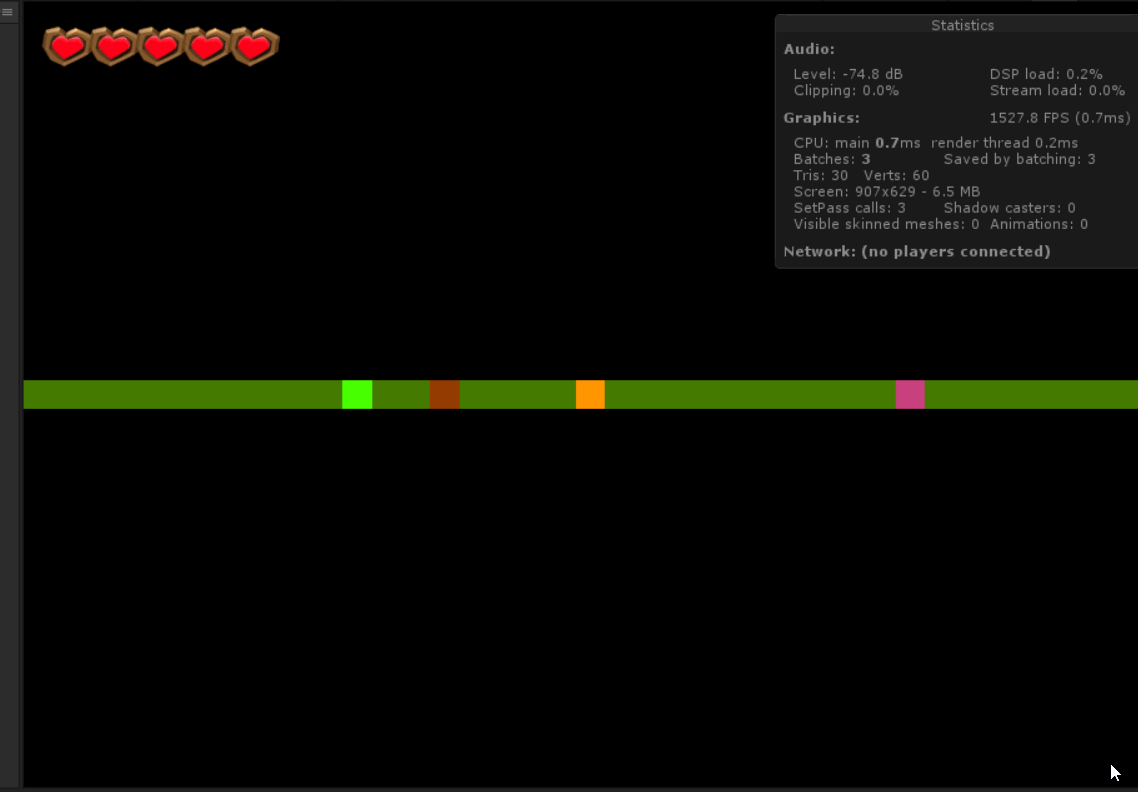 Statistics
Audio:
Level: -74.8 dB DSP load: 0.2%
Clipping: 0.0% Stream load: 0.0%
Graphics: 1527.8 FPS (0.7ms)
CPU: main 0.7ms render thread 0.2ms
Batches: 3 Saved by batching: 3
Tris: 30 Verts: 60
Screen: 907x629 - 6.5 MB
SetPass calls: 3 Shadow casters: 0
Visible skinned meshes: 0 Animations: 0
Network: (no players connected)